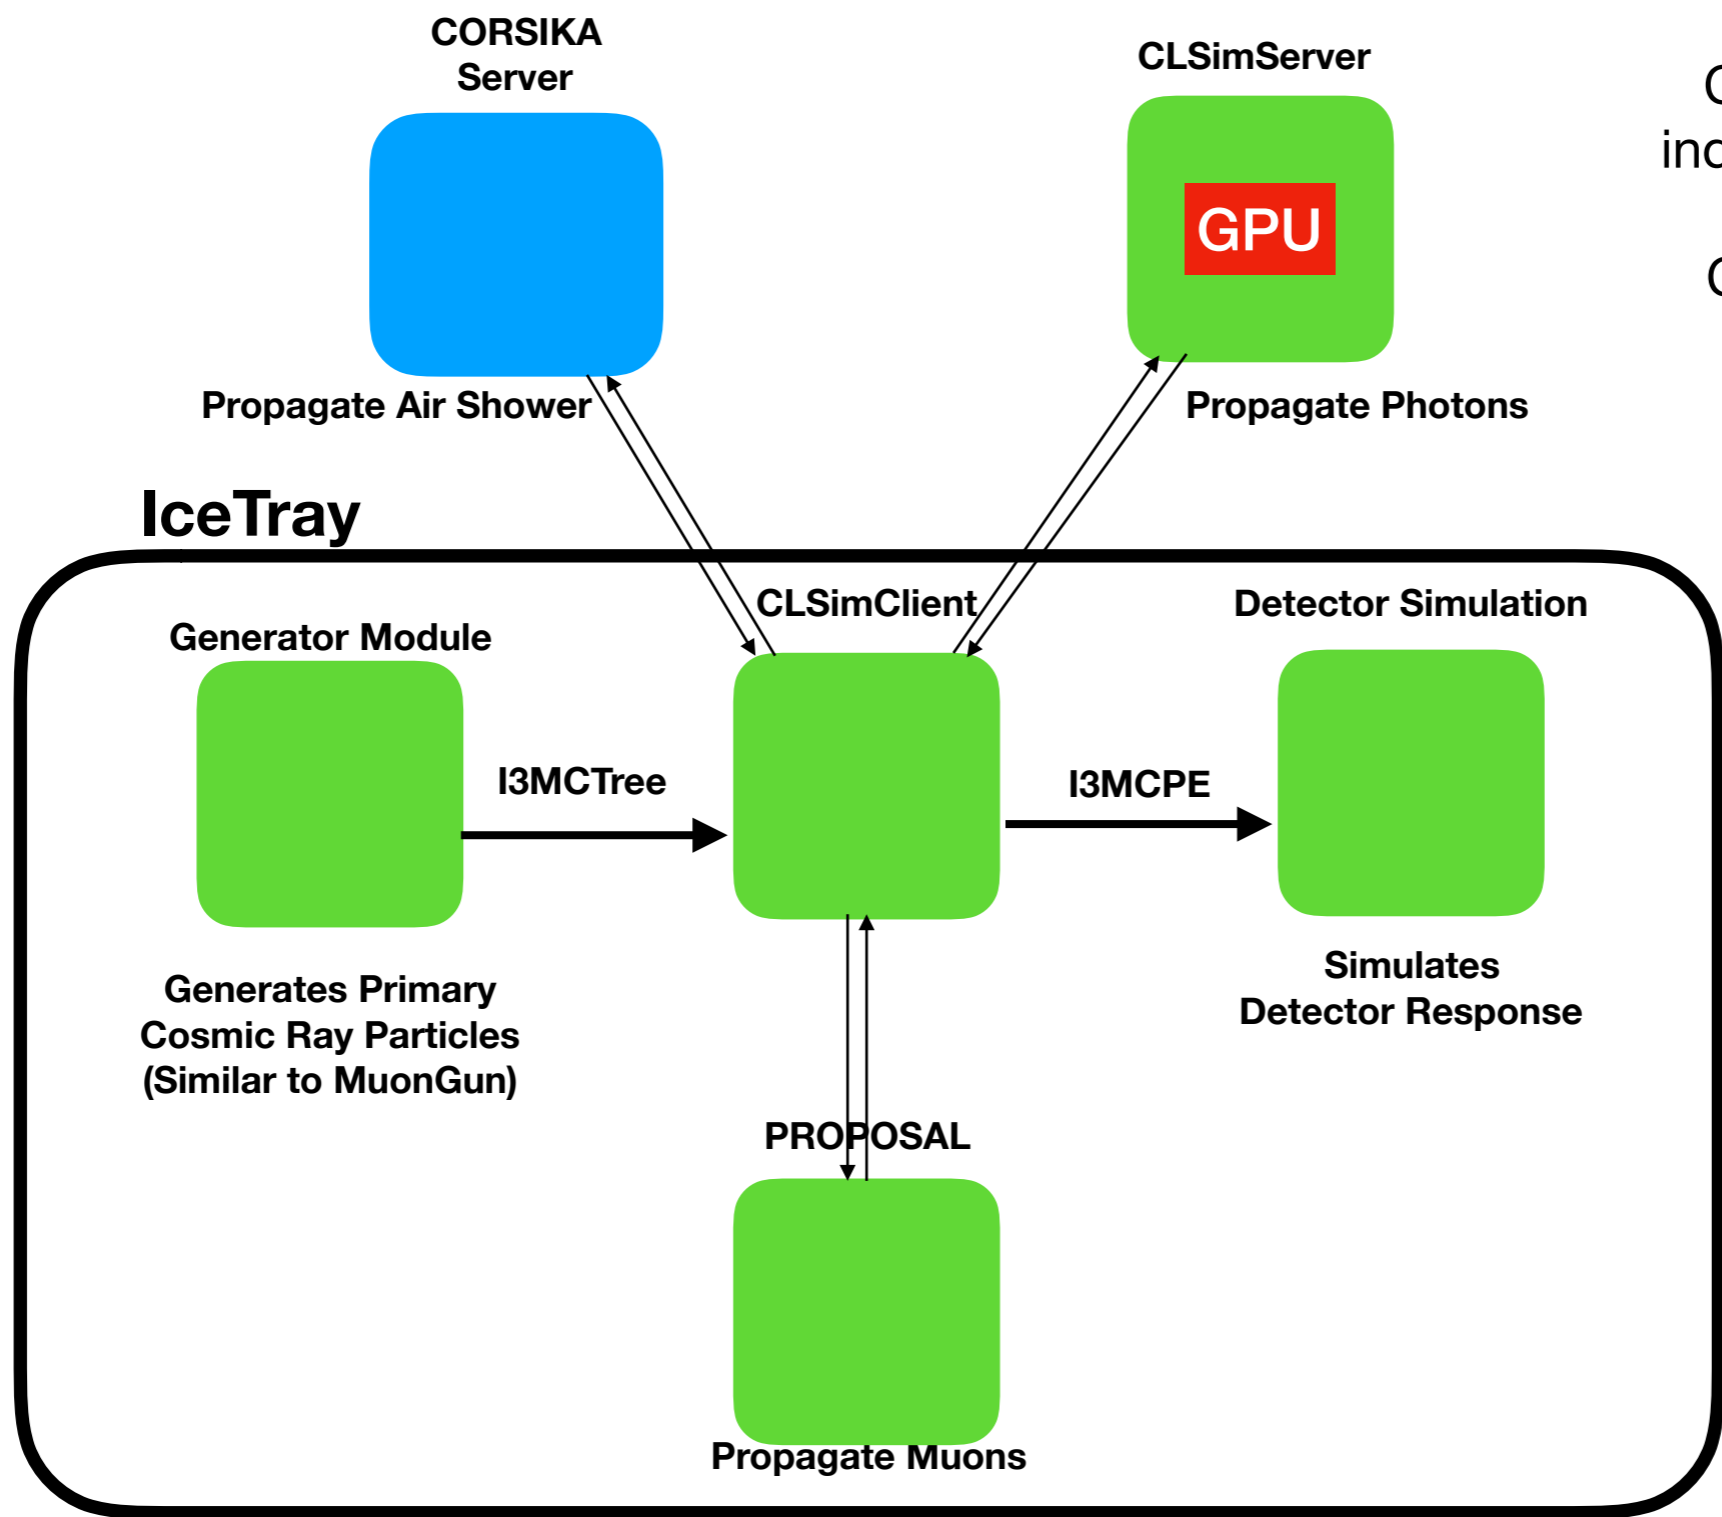 CORSIKA
Server
CLSimServer
GPU
Propagate Air Shower
Propagate Photons
IceTray
Generator Module
CLSimClient
Detector Simulation
I3MCTree
I3MCPE
Generates Primary
Cosmic Ray Particles
(Similar to MuonGun)
Simulates
Detector Response
PROPOSAL
Propagate Muons